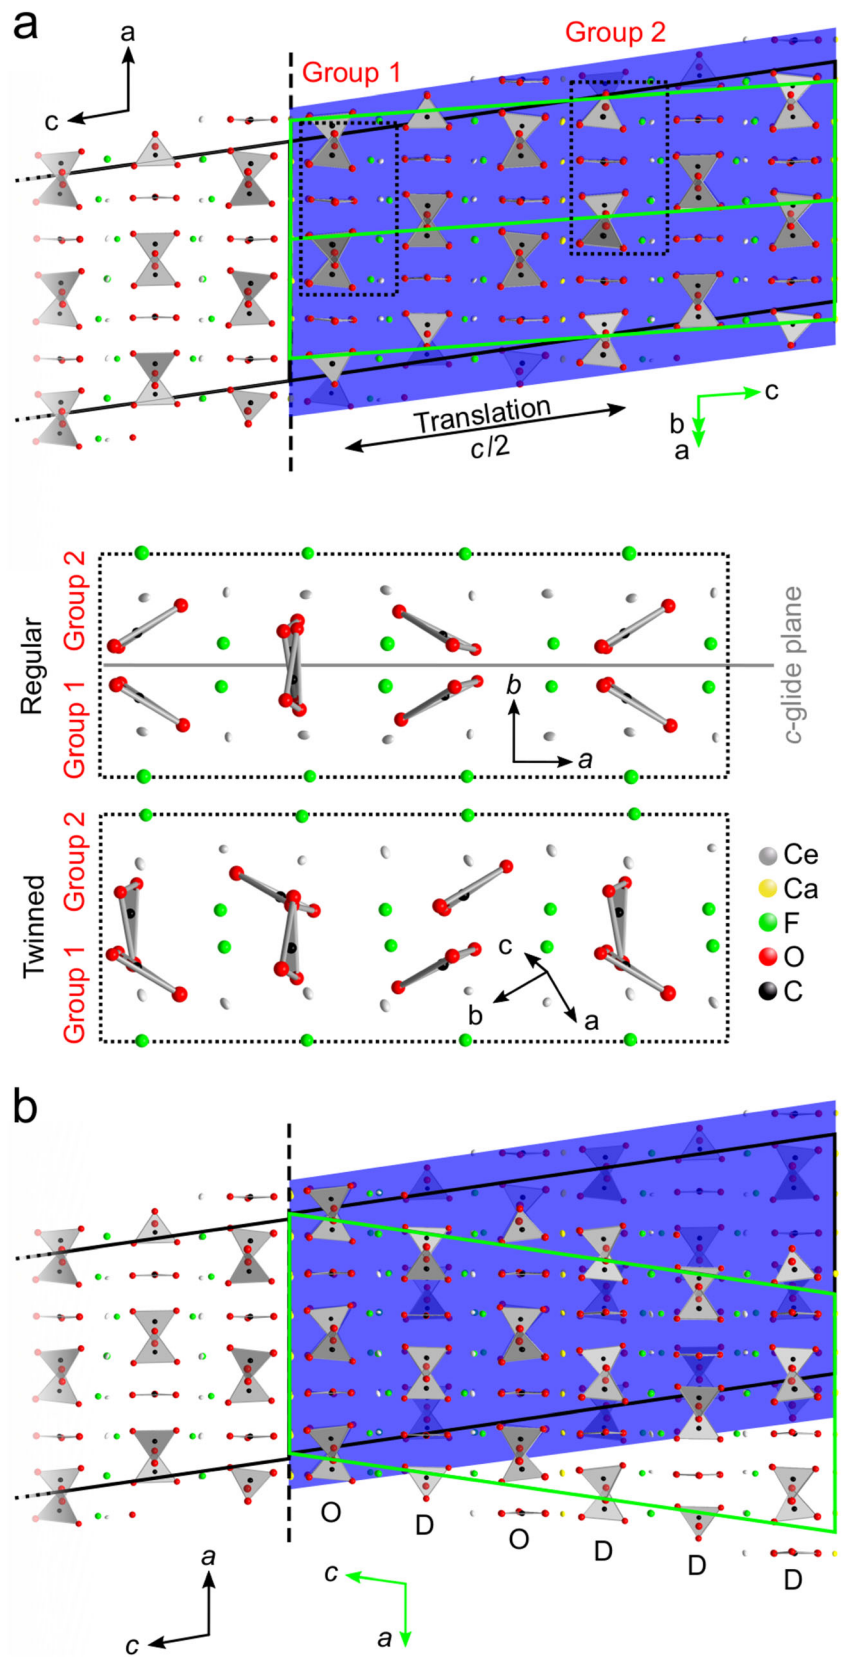 a
a
c
Group 1
Group 2
Translation
c/2
c
b
a
Regular
Group 2
Group 1
b
a
c-glide plane
Twinned
Group 2
Group 1
c
b
a
Ce
Ca
F
O
C
b
O
D
O
D
D
D
a
c
c
a